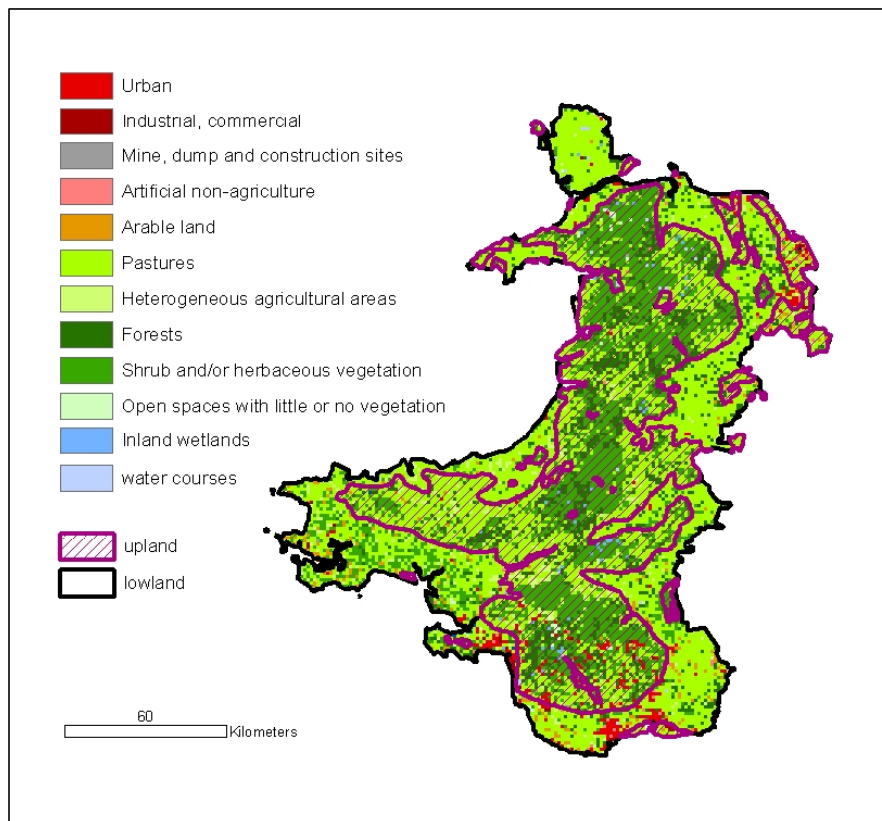 Urban
Industrial, commercial
Mine, dump and construction sites
Artificial non-agriculture
Arable land
Pastures
Heterogeneous agricultural areas
Forests
Shrub and/or herbaceous vegetation
Open spaces with little or no vegetation
Inland wetlands
water courses
upland
lowland
60
Kilometers